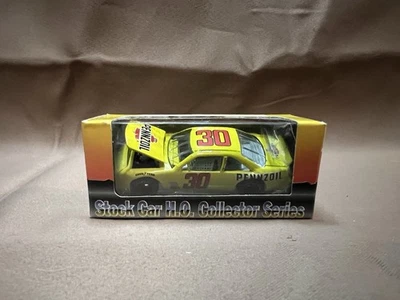 PENNZOIL
30
30
PENNZOIL
Stock Car H.O. Collector Series